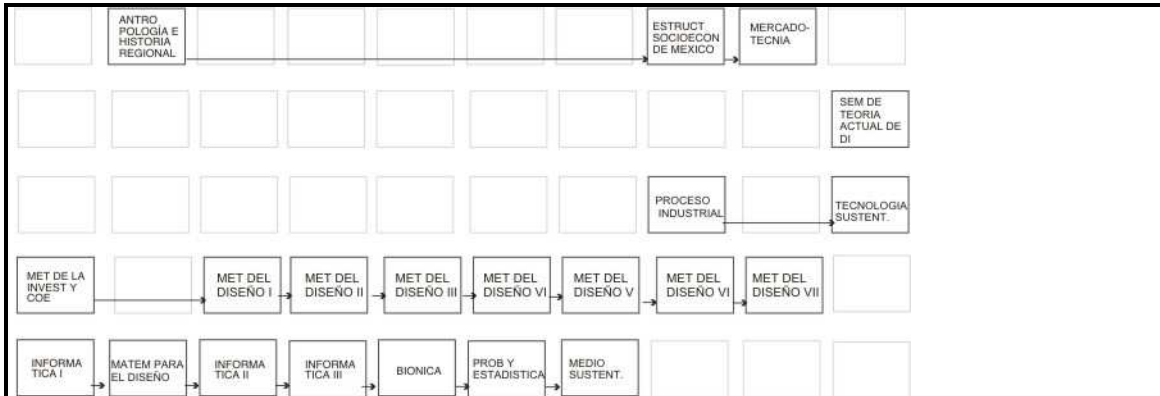 ANTRO
POLOGÍA E
HISTORIA
REGIONAL
ESTRUCT
SOCIOECON
DE MEXICO
MERCADO-
TECNIA
SEM DE
TEORIA
ACTUAL DE
DI
PROCESO
INDUSTRIAL
TECNOLOGIA
SUSTENT.
MET DE LA
INVEST Y
COE
MET DEL
DISEÑO I
MET DEL
DISEÑO II
MET DEL
DISEÑO III
MET DEL
DISEÑO VI
MET DEL
DISEÑO V
MET DEL
DISEÑO VI
MET DEL
DISEÑO VII
INFORMA
TICA I
MATEM PARA
EL DISEÑO
INFORMA
TICA II
INFORMA
TICA III
BIONICA
PROB Y
ESTADISTICA
MEDIO
SUSTENT.